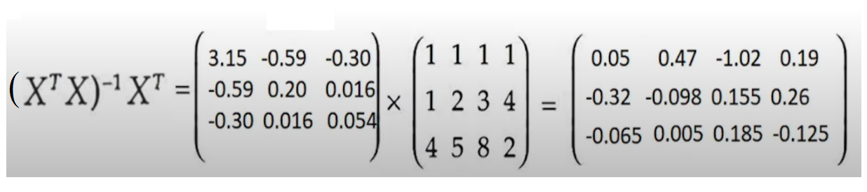 (XᵀX)⁻¹Xᵀ = (3.15 -0.59 -0.30 -0.59 0.20 0.016 -0.30 0.016 0.054) × (1 1 1 1 1 2 3 4 4 5 8 2) = (0.05 0.47 -1.02 0.19 -0.32 -0.098 0.155 0.26 -0.065 0.005 0.185 -0.125)